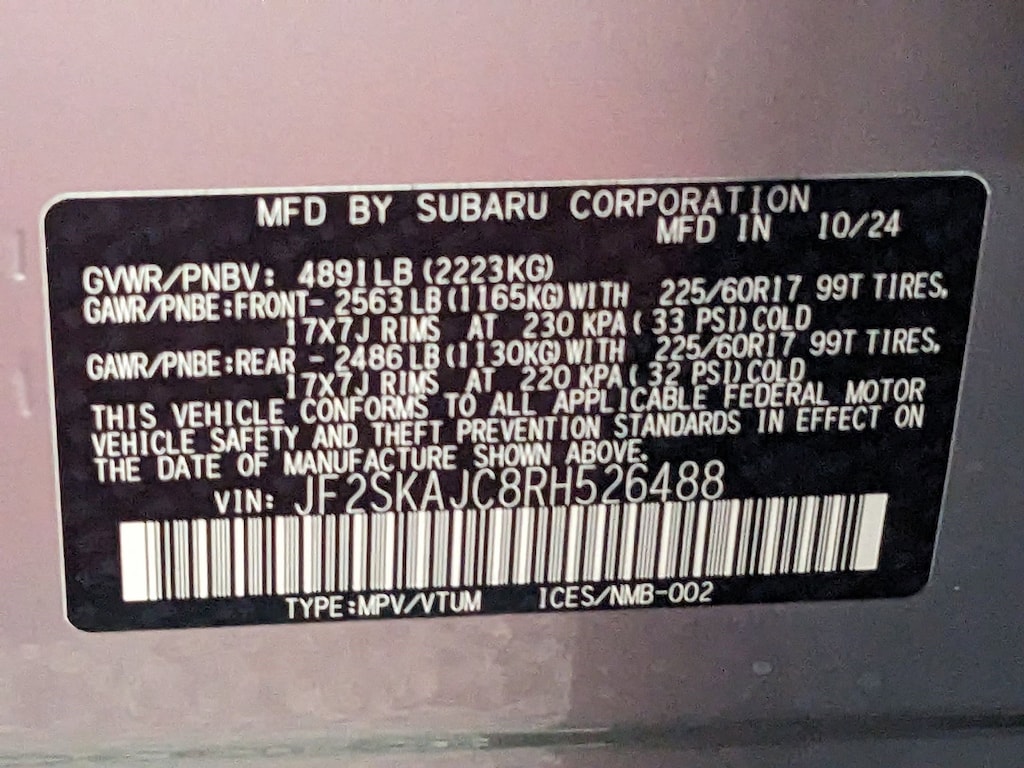 MFD BY SUBARU CORPORATION
MFD IN 10/24
GVWR/PNBV: 4891LB (2223KG)
GAWR/PNBE:FRONT- 2563LB(1165KG)WITH 225/60R17 99T TIRES,
17X7J RIMS AT 230 KPA( 33 PSI)COLD
GAWR/PNBE:REAR - 2486LB(1130KG)WITH 225/60R17 99T TIRES,
17X7J RIMS AT 220 KPA( 32 PSI)COLD
THIS VEHICLE CONFORMS TO ALL APPLICABLE FEDERAL MOTOR
VEHICLE SAFETY AND THEFT PREVENTION STANDARDS IN EFFECT ON
THE DATE OF MANUFACTURE SHOWN ABOVE.
VIN: JF2SKAJC8RH526488
TYPE:MPV/VTUM ICES/NMB-002